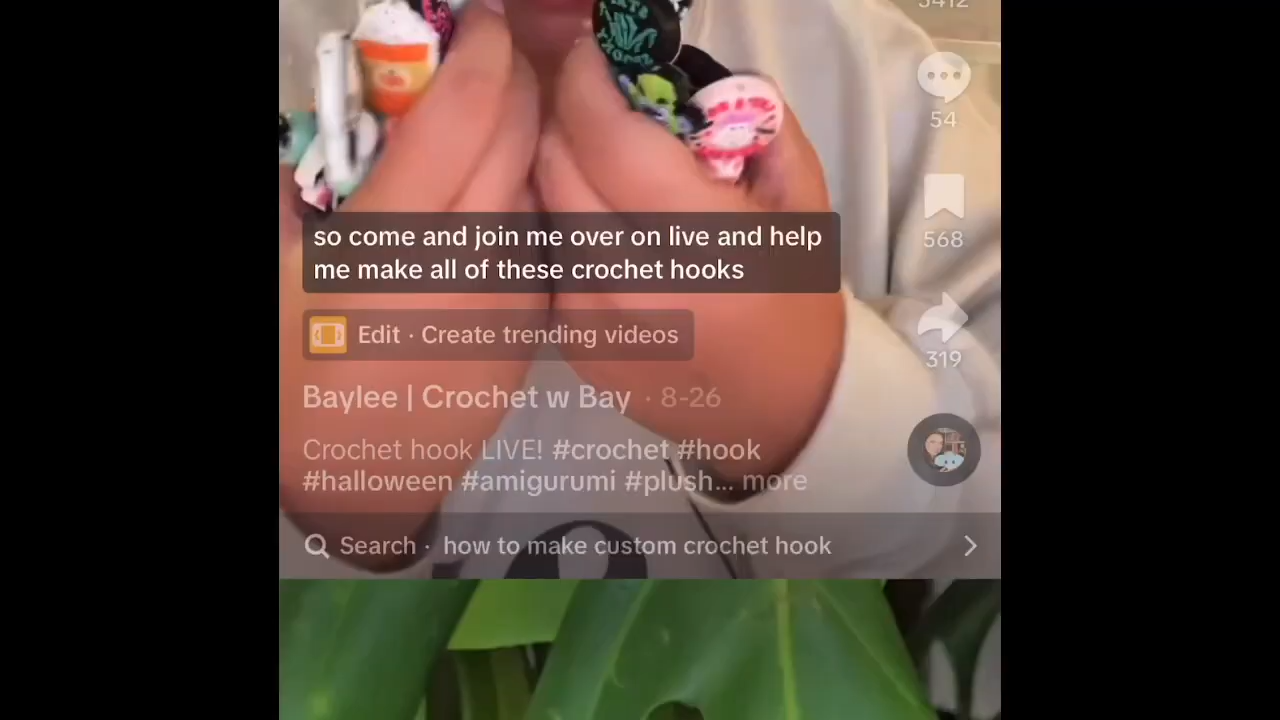 54
568
so come and join me over on live and help
me make all of these crochet hooks
Edit · Create trending videos
319
Baylee | Crochet w Bay · 8-26
Crochet hook LIVE! #crochet #hook
#halloween #amigurumi #plush... more
Search · how to make custom crochet hook